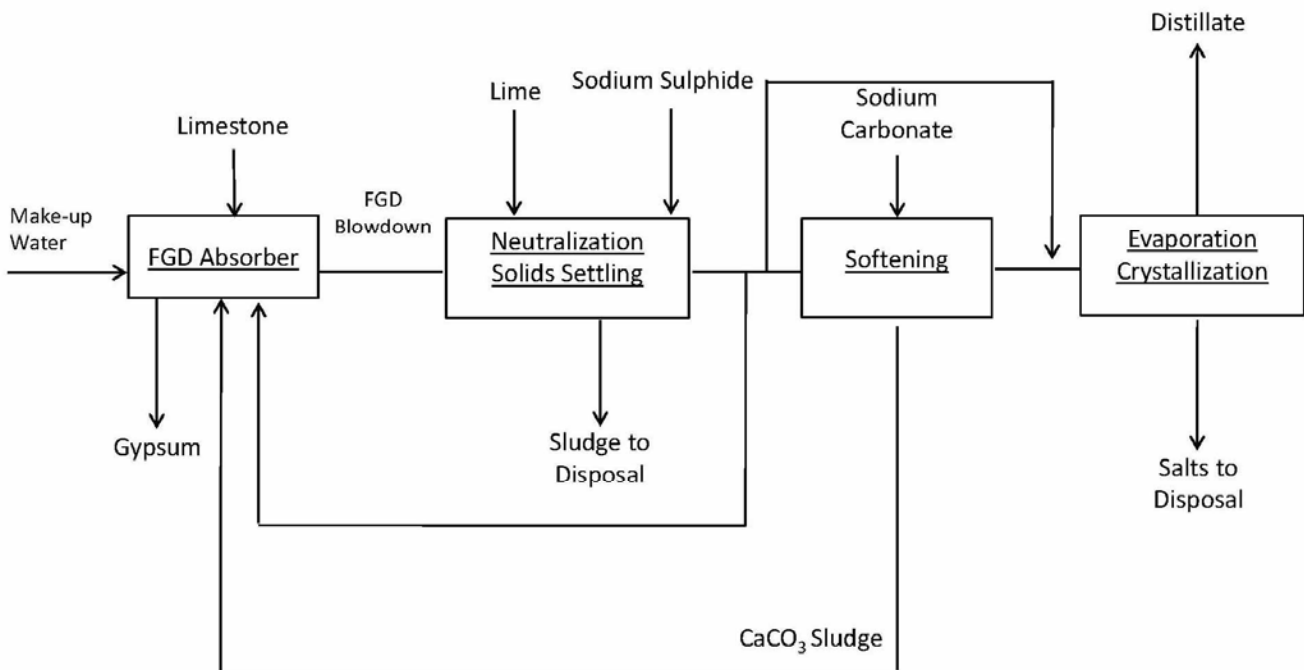 Distillate
Sodium Sulphide
Lime
Sodium
Carbonate
Limestone
FGD
Blowdown
Make-up
Water
FGD Absorber
Neutralization
Solids Settling
Softening
Evaporation
Crystallization
Gypsum
Sludge to
Disposal
Salts to
Disposal
CaCO₃ Sludge